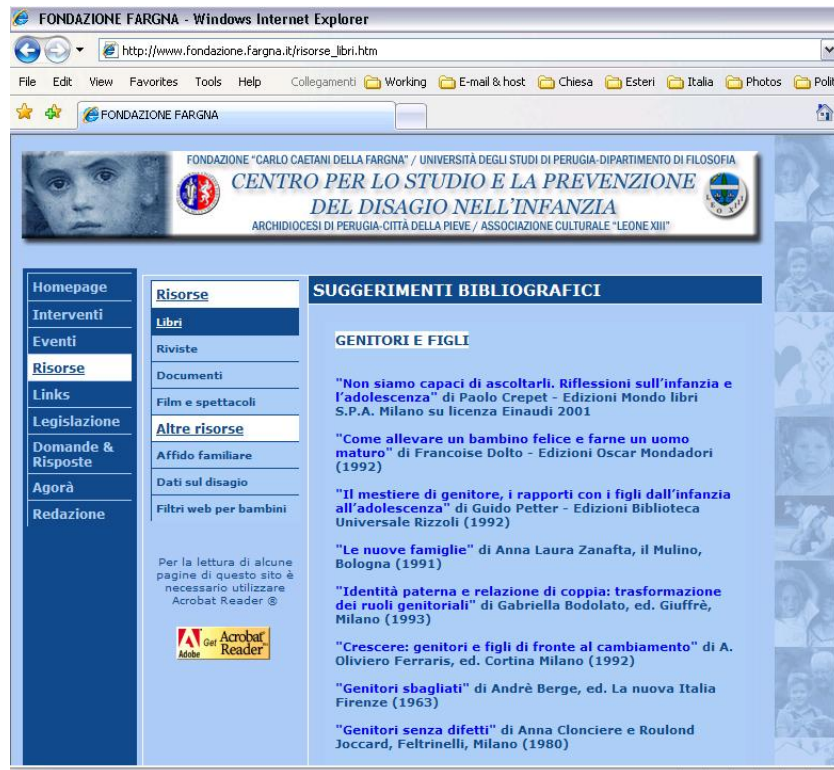 FONDAZIONE FARGNA - Windows Internet Explorer
http://www.fondazione.fargna.it/risorse_libri.htm
File Edit View Favorites Tools Help Collegamenti Working E-mail & host Chiesa Esteri Italia Photos Polit
FONDAZIONE FARGNA
FONDAZIONE "CARLO CAETANI DELLA FARGNA" / UNIVERSITÀ DEGLI STUDI DI PERUGIA-DIPARTIMENTO DI FILOSOFIA
CENTRO PER LO STUDIO E LA PREVENZIONE
DEL DISAGIO NELL'INFANZIA
ARCHIDIOCESI DI PERUGIA-CITTÀ DELLA PIEVE / ASSOCIAZIONE CULTURALE "LEONE XIII"
LEO XIII
Homepage
Interventi
Eventi
Risorse
Links
Legislazione
Domande &
Risposte
Agorà
Redazione
Risorse
Libri
Riviste
Documenti
Film e spettacoli
Altre risorse
Affido familiare
Dati sul disagio
Filtri web per bambini
Per la lettura di alcune
pagine di questo sito è
necessario utilizzare
Acrobat Reader ®
Adobe
Get Acrobat
Reader
SUGGERIMENTI BIBLIOGRAFICI
GENITORI E FIGLI
"Non siamo capaci di ascoltarli. Riflessioni sull'infanzia e
l'adolescenza" di Paolo Crepet - Edizioni Mondo libri
S.P.A. Milano su licenza Einaudi 2001
"Come allevare un bambino felice e farne un uomo
maturo" di Francoise Dolto - Edizioni Oscar Mondadori
(1992)
"Il mestiere di genitore, i rapporti con i figli dall'infanzia
all'adolescenza" di Guido Petter - Edizioni Biblioteca
Universale Rizzoli (1992)
"Le nuove famiglie" di Anna Laura Zanafta, il Mulino,
Bologna (1991)
"Identità paterna e relazione di coppia: trasformazione
dei ruoli genitoriali" di Gabriella Bodolato, ed. Giuffrè,
Milano (1993)
"Crescere: genitori e figli di fronte al cambiamento" di A.
Oliviero Ferraris, ed. Cortina Milano (1992)
"Genitori sbagliati" di Andrè Berge, ed. La nuova Italia
Firenze (1963)
"Genitori senza difetti" di Anna Clonciere e Roulond
Joccard, Feltrinelli, Milano (1980)